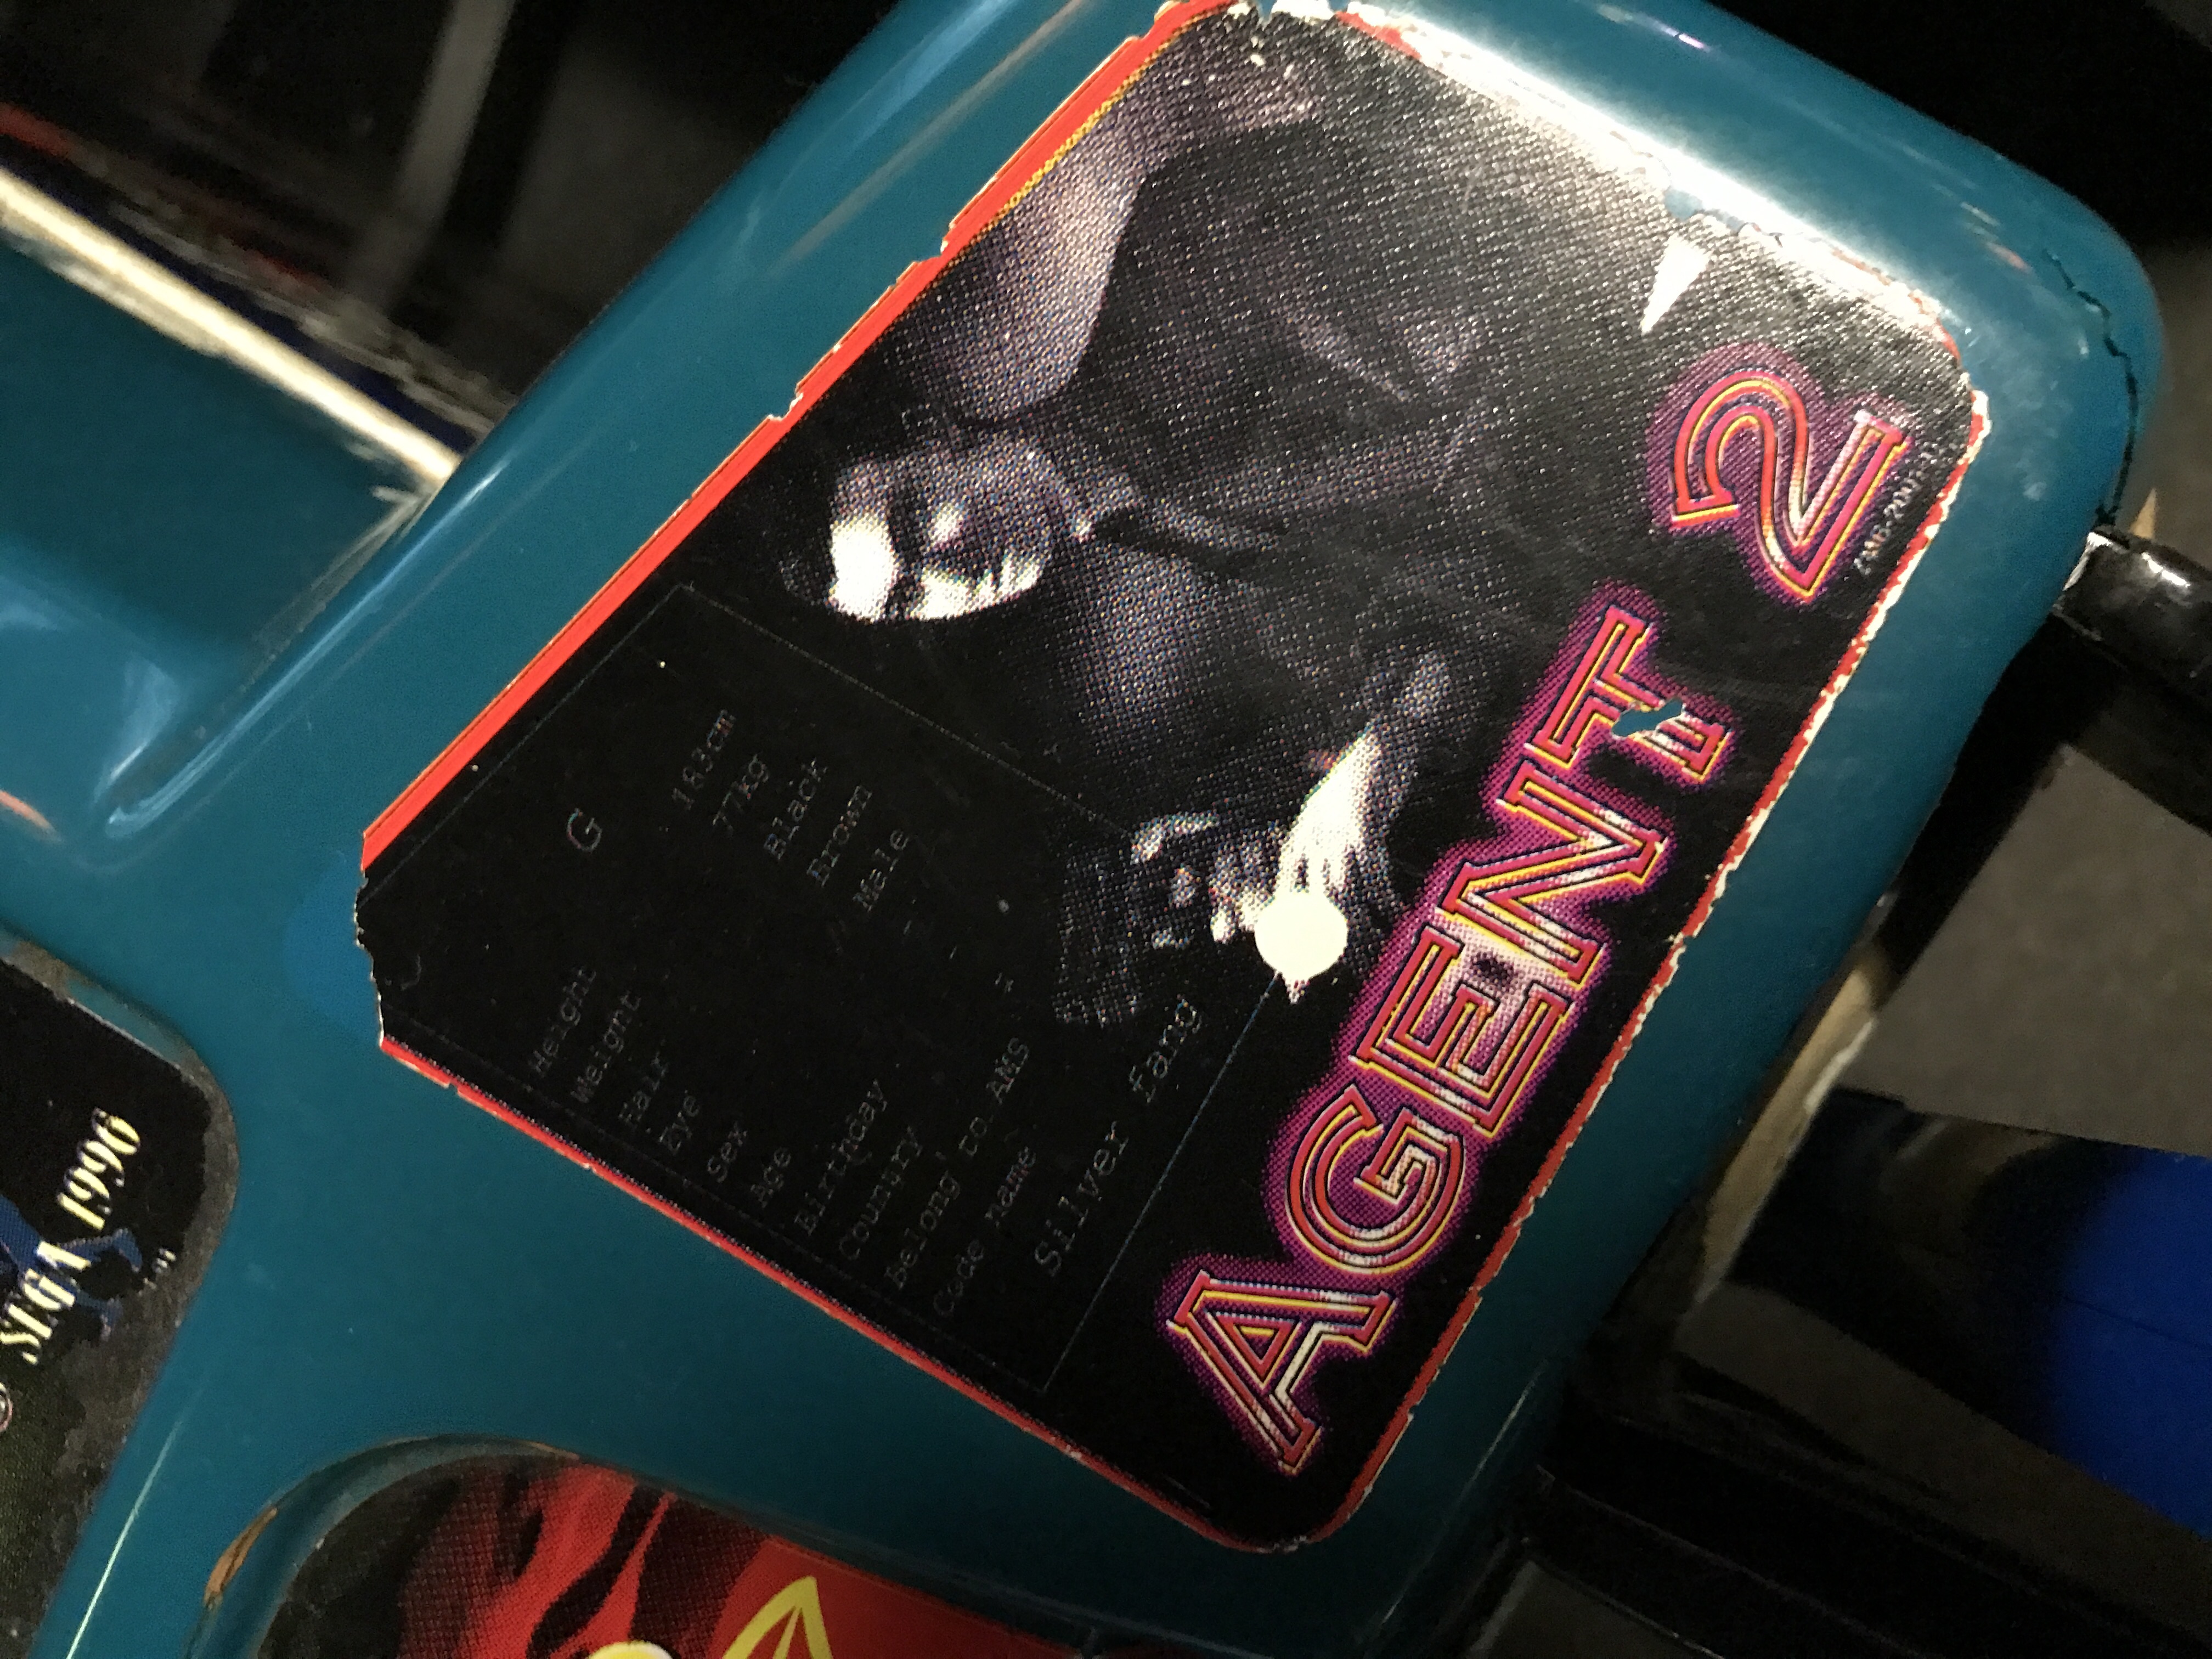 G
Height 183cm
Weight 77kg
Hair Black
Eye Brown
Sex Male
Age -
Birthday -
Country -
Belong to AMS
Code name
Silver fang
AGENT 2
© SEGA 1996